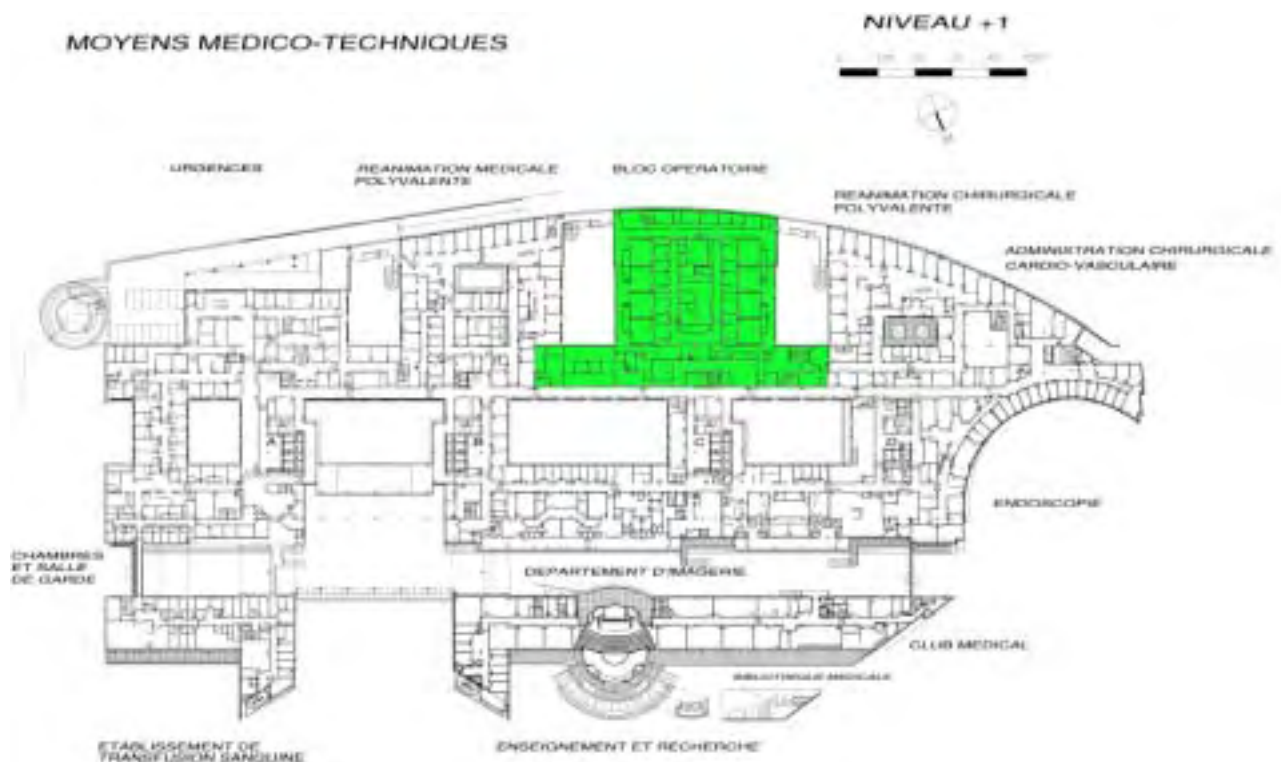 MOYENS MEDICO-TECHNIQUES
NIVEAU +1
URGENCES
REANIMATION MEDICALE
POLYVALENTE
BLOC OPERATOIRE
REANIMATION CHIRURGICALE
POLYVALENTE
ADMINISTRATION CHIRURGICALE
CARDIO-VASCULAIRE
A
B
ENDOSCOPIE
CHAMBRES
ET SALLE
DE GARDE
DEPARTEMENT D'IMAGERIE
CLUB MEDICAL
BIBLIOTHEQUE MEDICALE
ETABLISSEMENT DE
TRANSFUSION SANGUINE
ENSEIGNEMENT ET RECHERCHE